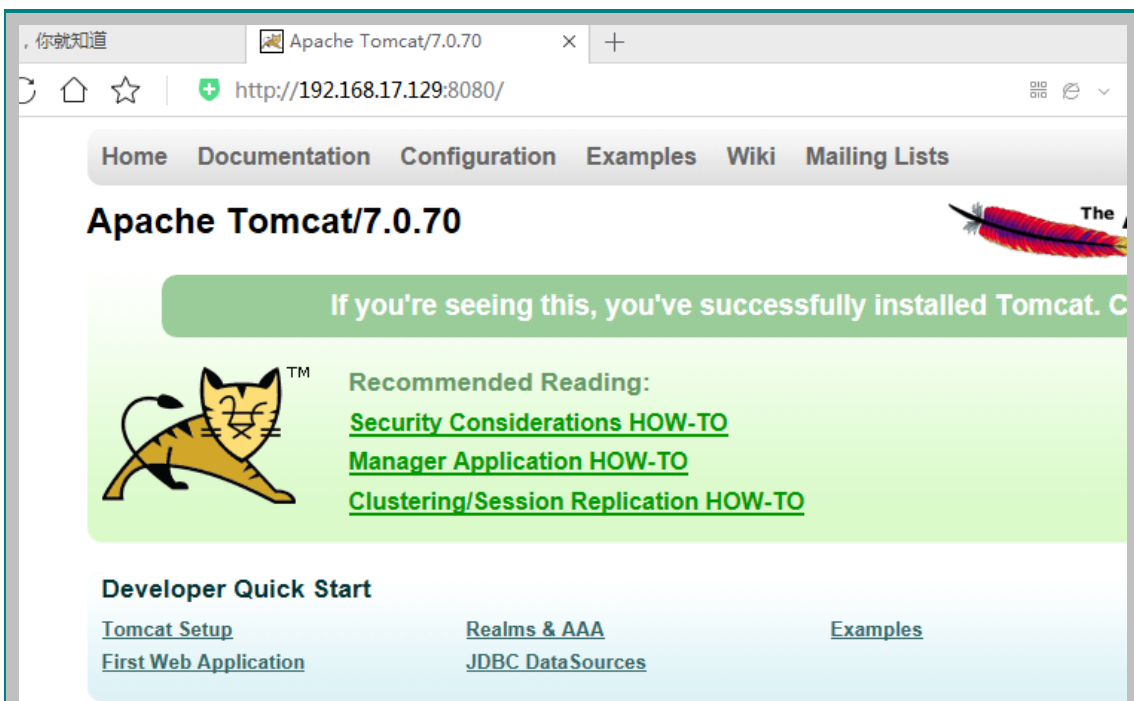 ，你就知道
Apache Tomcat/7.0.70
http://192.168.17.129:8080/
Home Documentation Configuration Examples Wiki Mailing Lists
Apache Tomcat/7.0.70
The
If you're seeing this, you've successfully installed Tomcat. C
TM
Recommended Reading:
Security Considerations HOW-TO
Manager Application HOW-TO
Clustering/Session Replication HOW-TO
Developer Quick Start
Tomcat Setup Realms & AAA Examples
First Web Application JDBC DataSources